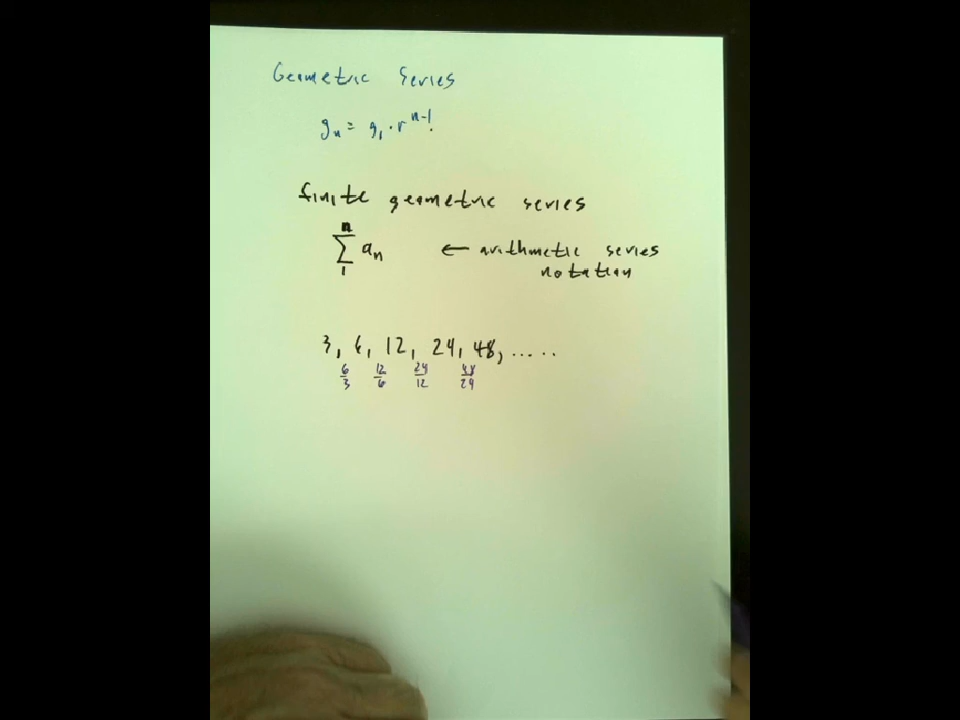 Geometric Series
gₙ = g₁ · r^(n-1)
finite geometric series
n
∑ aₙ ← arithmetic series
1 notation
3, 6, 12, 24, 48, .....
6/3 12/6 24/12 48/24